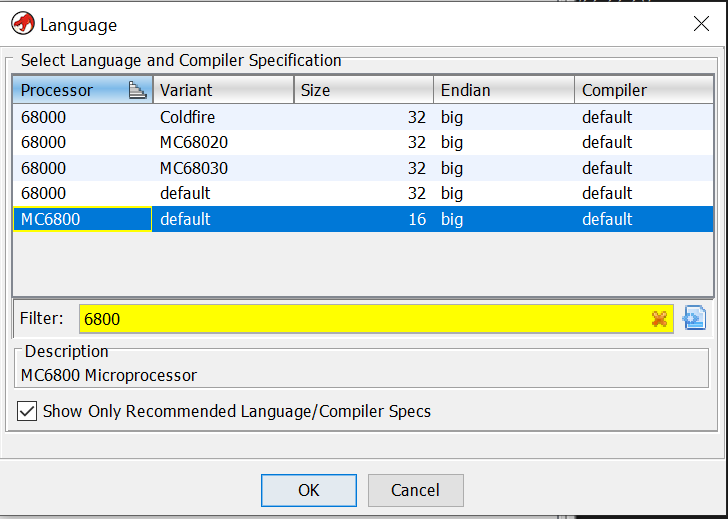 Language
Select Language and Compiler Specification
Processor Variant Size Endian Compiler
68000 Coldfire 32 big default
68000 MC68020 32 big default
68000 MC68030 32 big default
68000 default 32 big default
MC6800 default 16 big default
Filter: 6800
Description
MC6800 Microprocessor
Show Only Recommended Language/Compiler Specs
OK Cancel